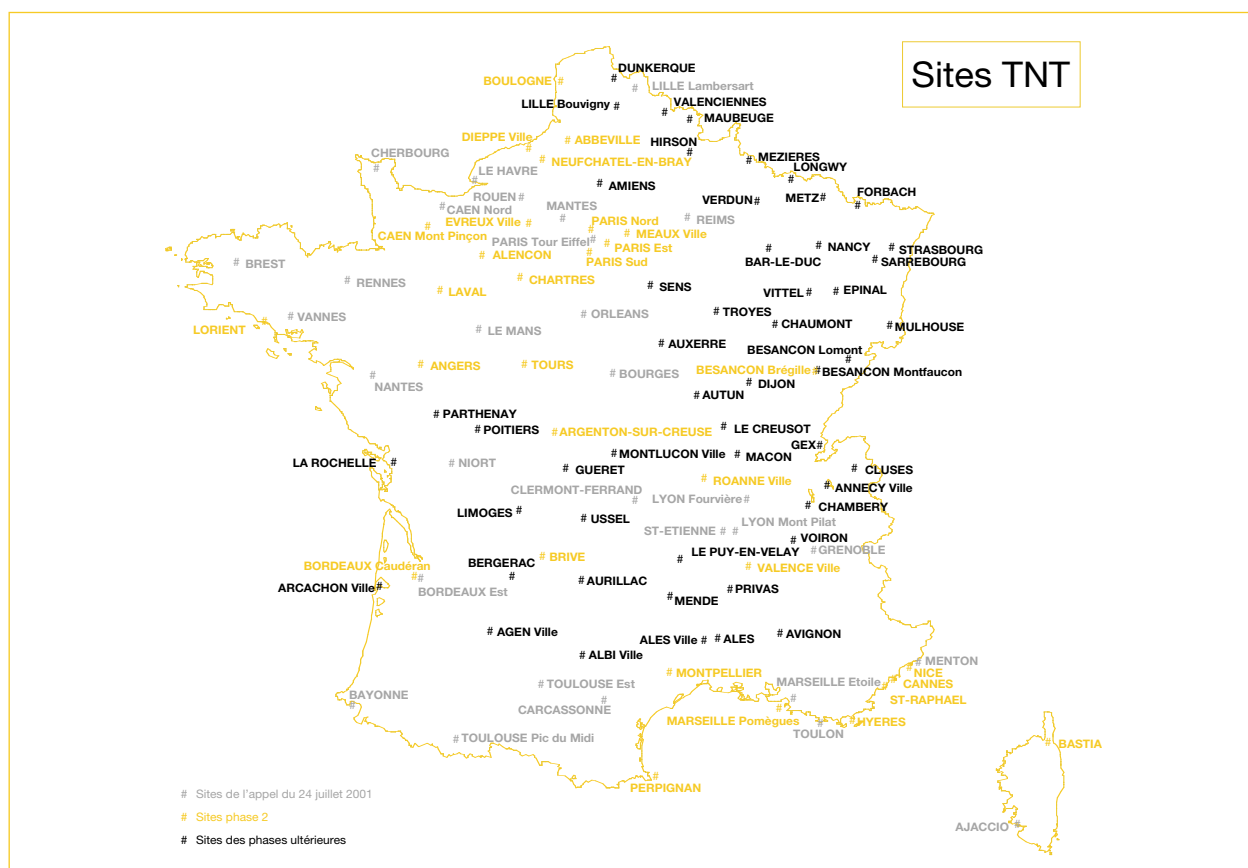 Sites TNT
DUNKERQUE
BOULOGNE
LILLE Lambersart
LILLE Bouvigny
VALENCIENNES
MAUBEUGE
DIEPPE Ville
ABBEVILLE
HIRSON
CHERBOURG
NEUFCHATEL-EN-BRAY
MEZIERES
LE HAVRE
LONGWY
AMIENS
ROUEN
VERDUN
METZ
FORBACH
CAEN Nord
MANTES
EVREUX Ville
PARIS Nord
REIMS
CAEN Mont Pinçon
MEAUX Ville
PARIS Tour Eiffel
PARIS Est
NANCY
STRASBOURG
ALENCON
PARIS Sud
BAR-LE-DUC
SARREBOURG
BREST
RENNES
CHARTRES
LAVAL
SENS
VITTEL
EPINAL
LORIENT
VANNES
ORLEANS
TROYES
LE MANS
CHAUMONT
MULHOUSE
AUXERRE
BESANCON Lomont
ANGERS
TOURS
BOURGES
BESANCON Brégille
BESANCON Montfaucon
NANTES
DIJON
AUTUN
PARTHENAY
POITIERS
ARGENTON-SUR-CREUSE
LE CREUSOT
GEX
LA ROCHELLE
NIORT
MONTLUCON Ville
MACON
GUERET
CLUSES
ROANNE Ville
ANNECY Ville
CLERMONT-FERRAND
LYON Fourvière
CHAMBERY
LIMOGES
USSEL
ST-ETIENNE
LYON Mont Pilat
VOIRON
GRENOBLE
BRIVE
LE PUY-EN-VELAY
BORDEAUX Caudéran
BERGERAC
VALENCE Ville
ARCACHON Ville
BORDEAUX Est
AURILLAC
PRIVAS
MENDE
AGEN Ville
ALES Ville
ALES
AVIGNON
ALBI Ville
MENTON
MONTPELLIER
NICE
TOULOUSE Est
MARSEILLE Etoile
CANNES
BAYONNE
ST-RAPHAEL
CARCASSONNE
MARSEILLE Pomègues
HYERES
TOULON
TOULOUSE Pic du Midi
BASTIA
PERPIGNAN
AJACCIO
# Sites de l'appel du 24 juillet 2001
# Sites phase 2
# Sites des phases ultérieures